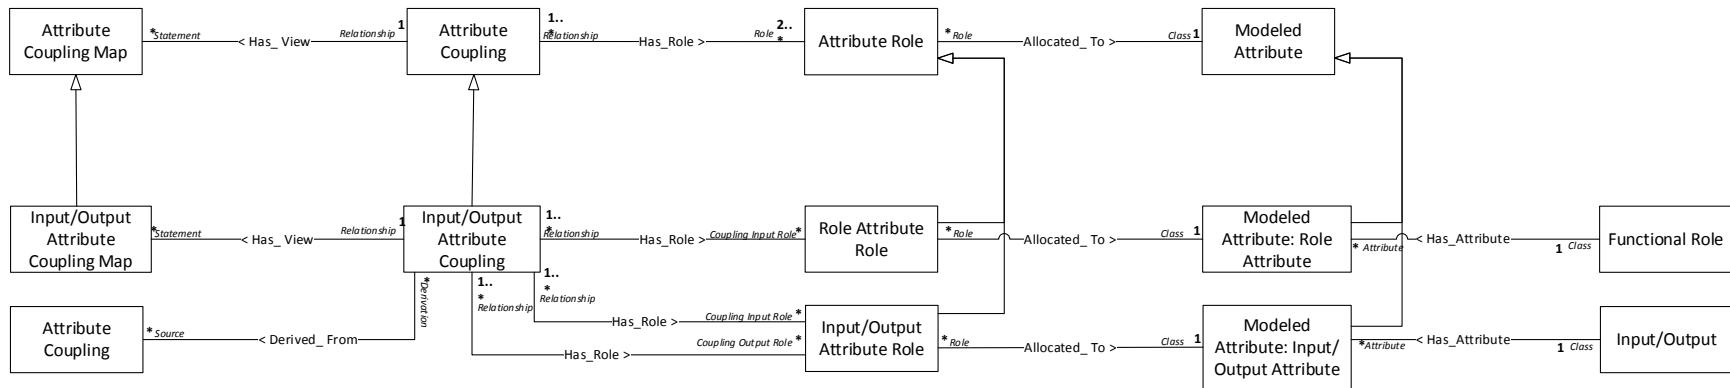 Attribute
Coupling Map
* Statement
< Has_ View
Relationship 1
Attribute
Coupling
1..
*
Relationship
Has_Role >
Role
2..
*
Attribute Role
* Role
Allocated_ To >
Class 1
Modeled
Attribute
Input/Output
Attribute
Coupling Map
* Statement
< Has_ View
Relationship 1
Input/Output
Attribute
Coupling
1..
*
Relationship
Has_Role >
Coupling Input Role *
Role Attribute
Role
* Role
Allocated_ To >
Class 1
Modeled
Attribute: Role
Attribute
* Attribute
< Has_Attribute
1 Class
Functional Role
Attribute
Coupling
* Source
< Derived_ From
* Derivation
1..
*
Relationship
1..
*
Relationship
Has_Role >
Coupling Input Role *
Has_Role >
Coupling Output Role *
Input/Output
Attribute Role
* Role
Allocated_ To >
Class 1
Modeled
Attribute: Input/
Output Attribute
*Attribute
< Has_Attribute
1 Class
Input/Output